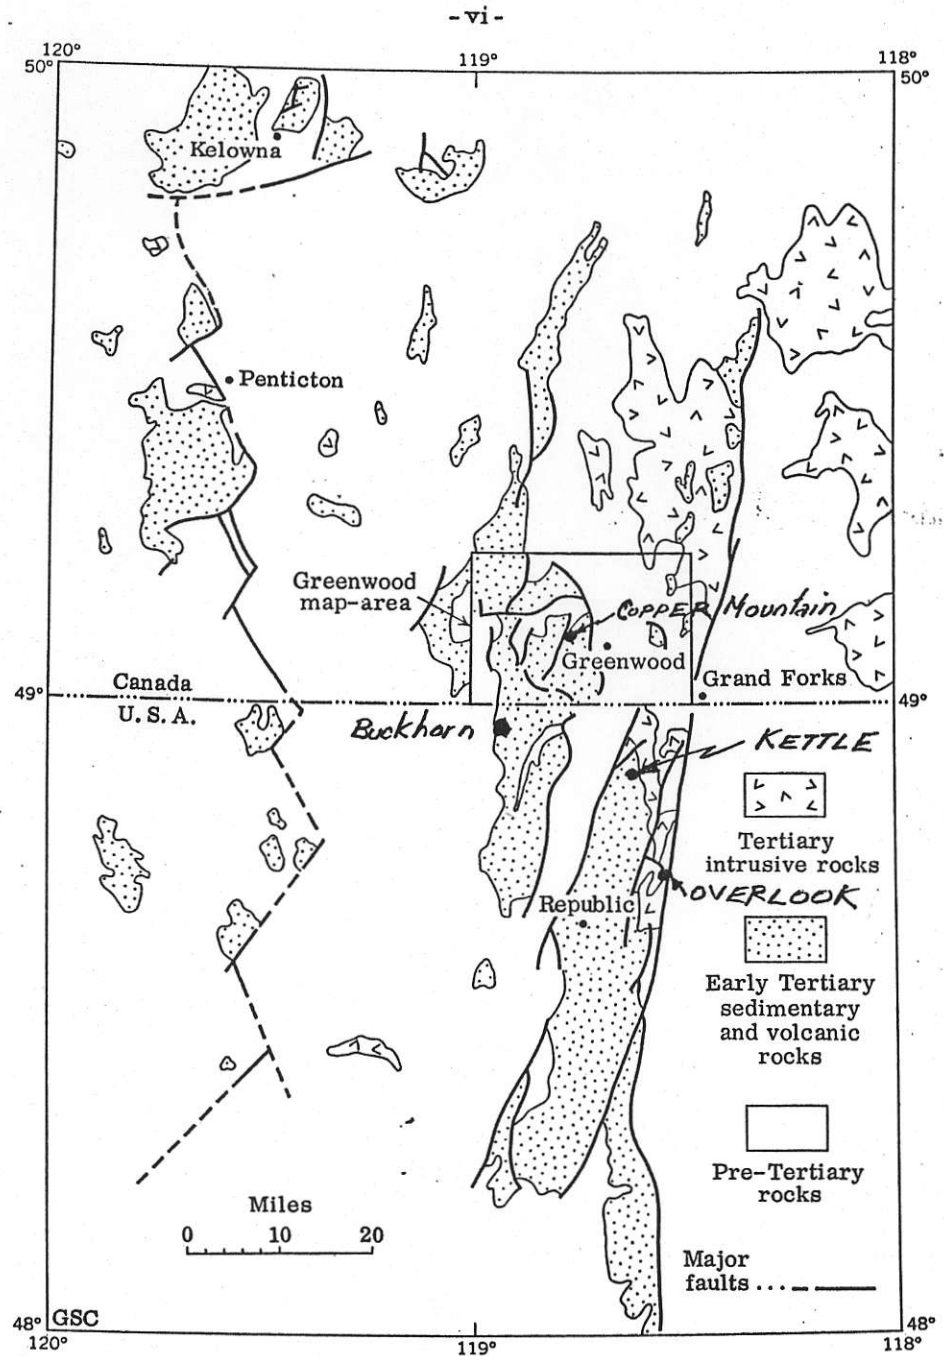 - vi -
120°
119°
118°
50°
50°
Kelowna
Penticton
Greenwood
map-area
COPPER Mountain
Greenwood
Canada
Grand Forks
49°
49°
U.S.A.
Buckhorn
KETTLE
Tertiary
intrusive rocks
OVERLOOK
Republic
Early Tertiary
sedimentary
and volcanic
rocks
Pre-Tertiary
rocks
Miles
0 10 20
Major
faults
48°
GSC
48°
120°
119°
118°